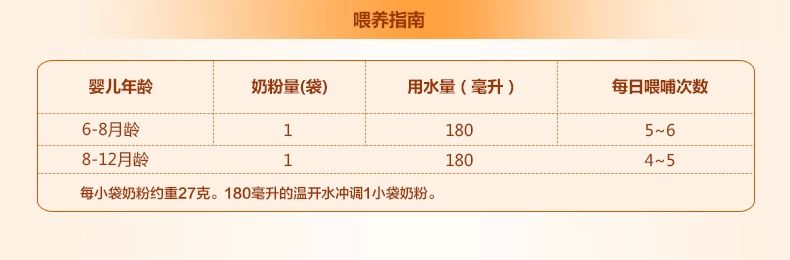 喂养指南
婴儿年龄 奶粉量(袋) 用水量（毫升） 每日喂哺次数
6-8月龄 1 180 5~6
8-12月龄 1 180 4~5
每小袋奶粉约重27克。180毫升的温开水冲调1小袋奶粉。